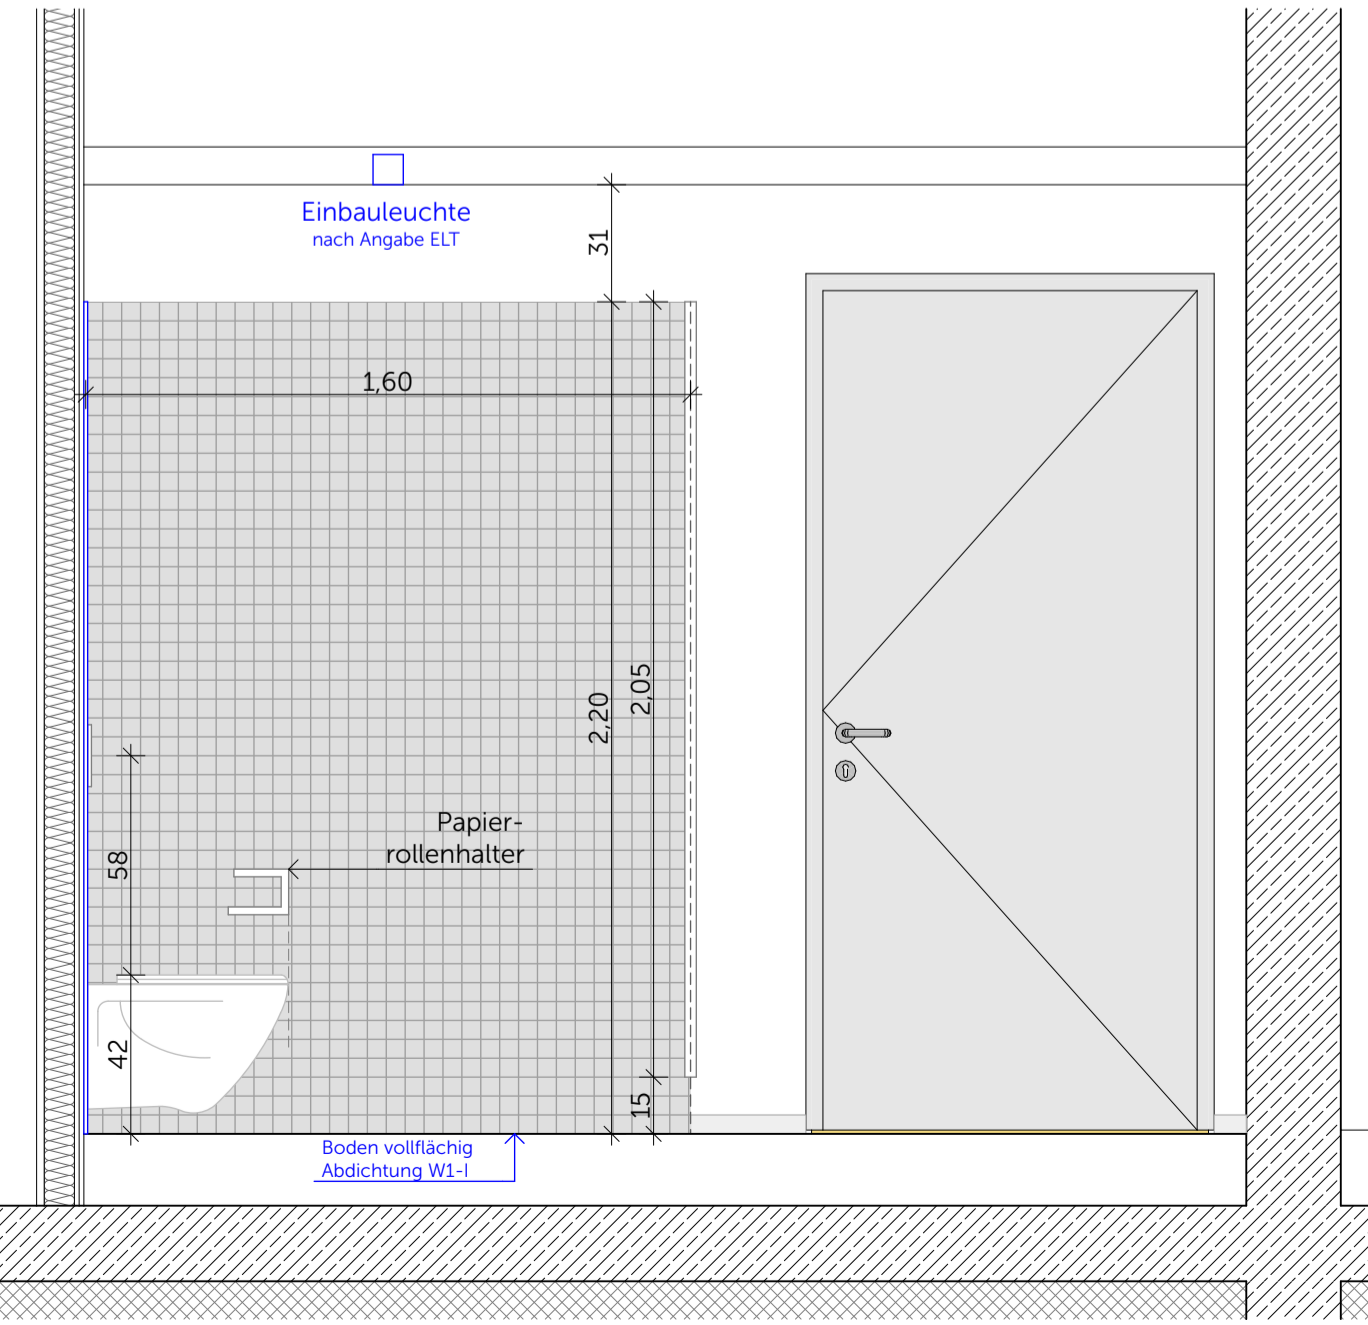 Einbauleuchte
nach Angabe ELT
31
1,60
2,20
2,05
Papier-
rollenhalter
58
42
15
Boden vollflächig
Abdichtung W1-I